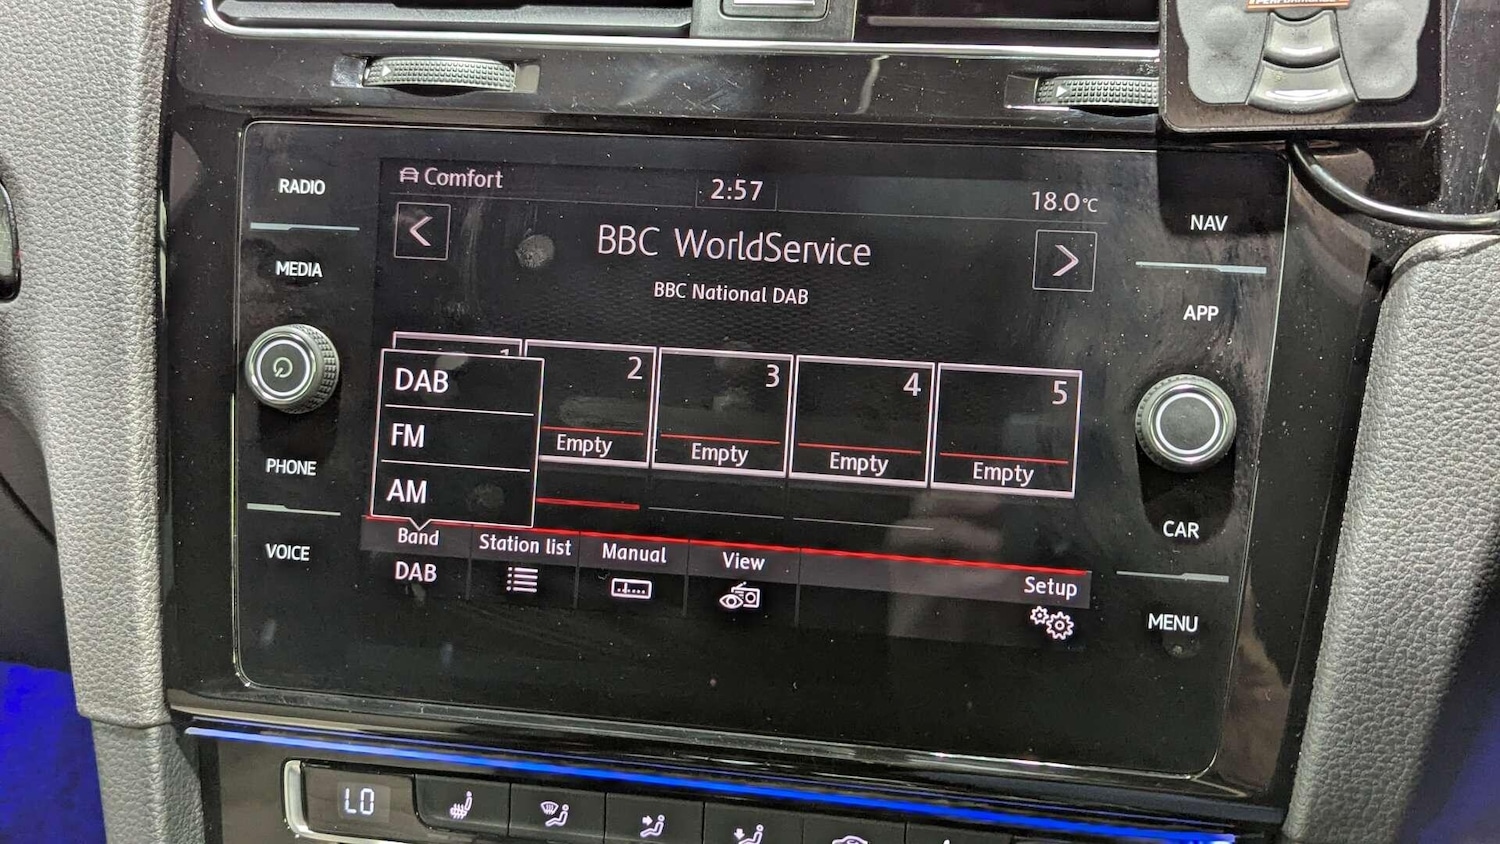 RADIO
MEDIA
PHONE
VOICE
Comfort
2:57
18.0°C
BBC WorldService
BBC National DAB
1
2
Empty
3
Empty
4
Empty
5
Empty
DAB
FM
AM
Band
DAB
Station list
Manual
View
Setup
NAV
APP
CAR
MENU
LO